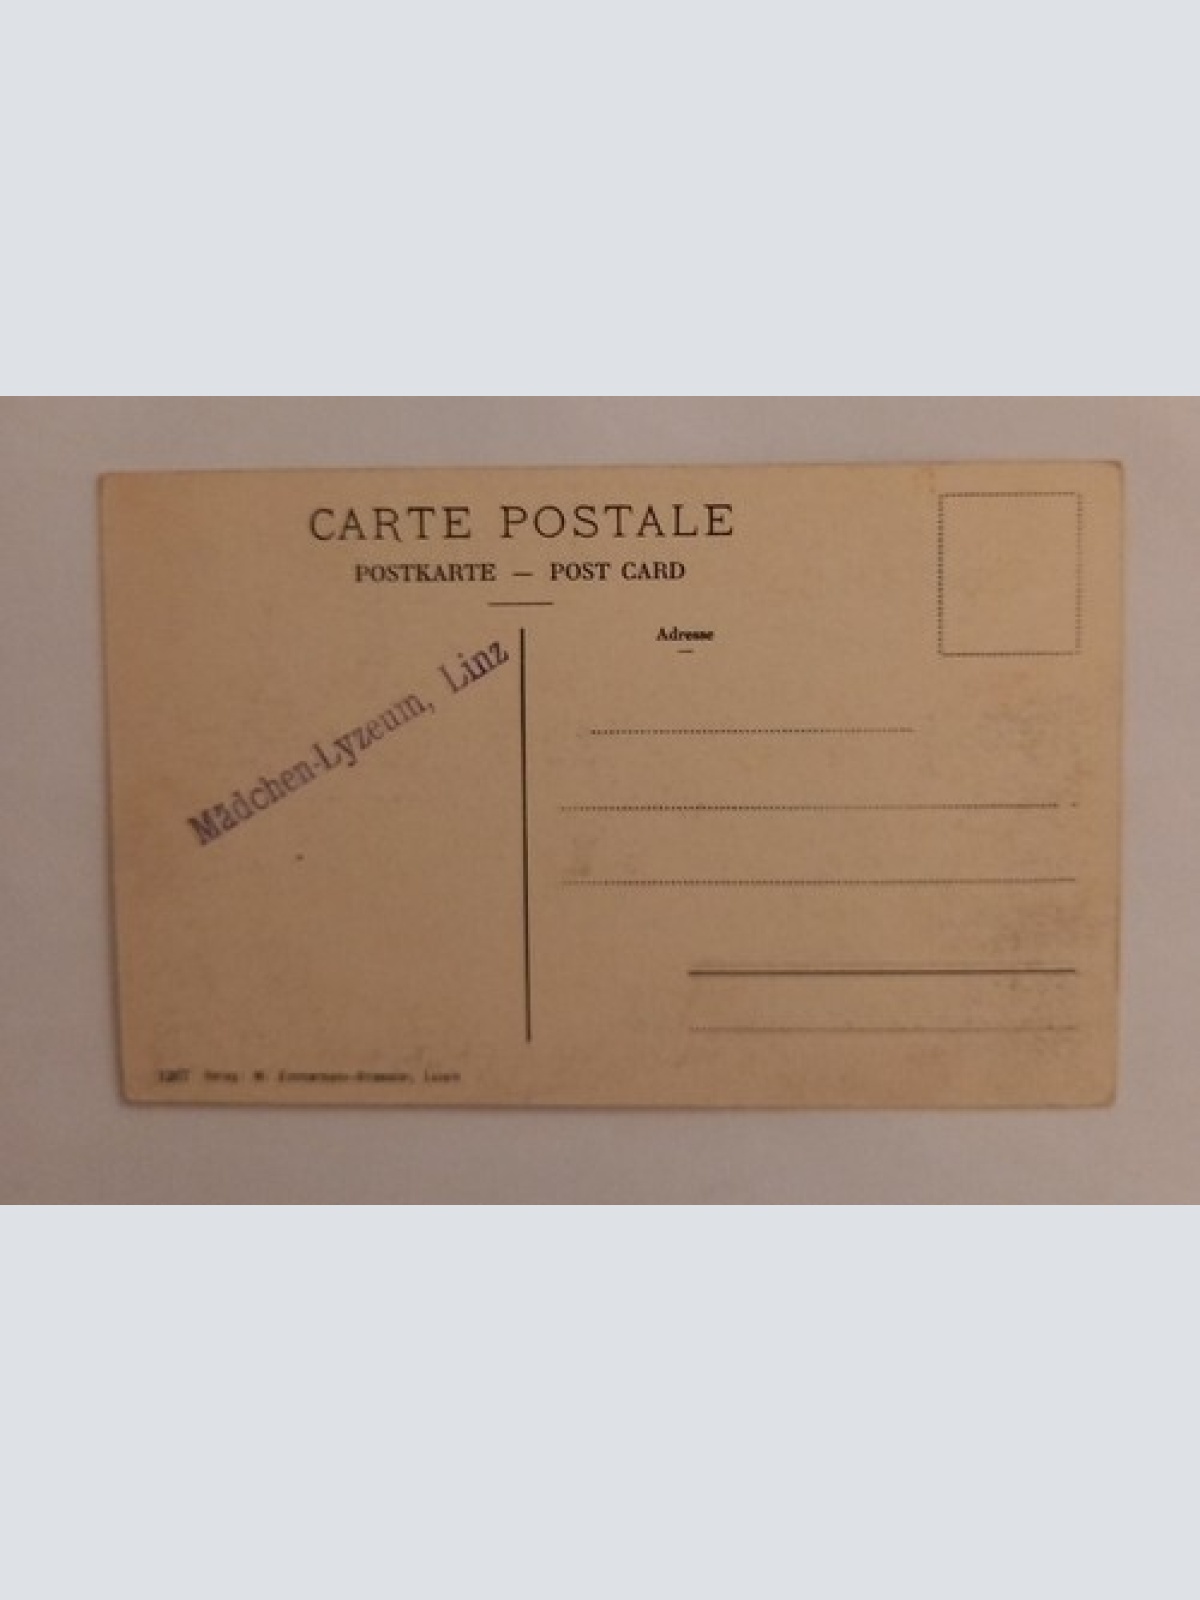 CARTE POSTALE
POSTKARTE — POST CARD
Adresse
Mädchen-Lyzeum, Linz